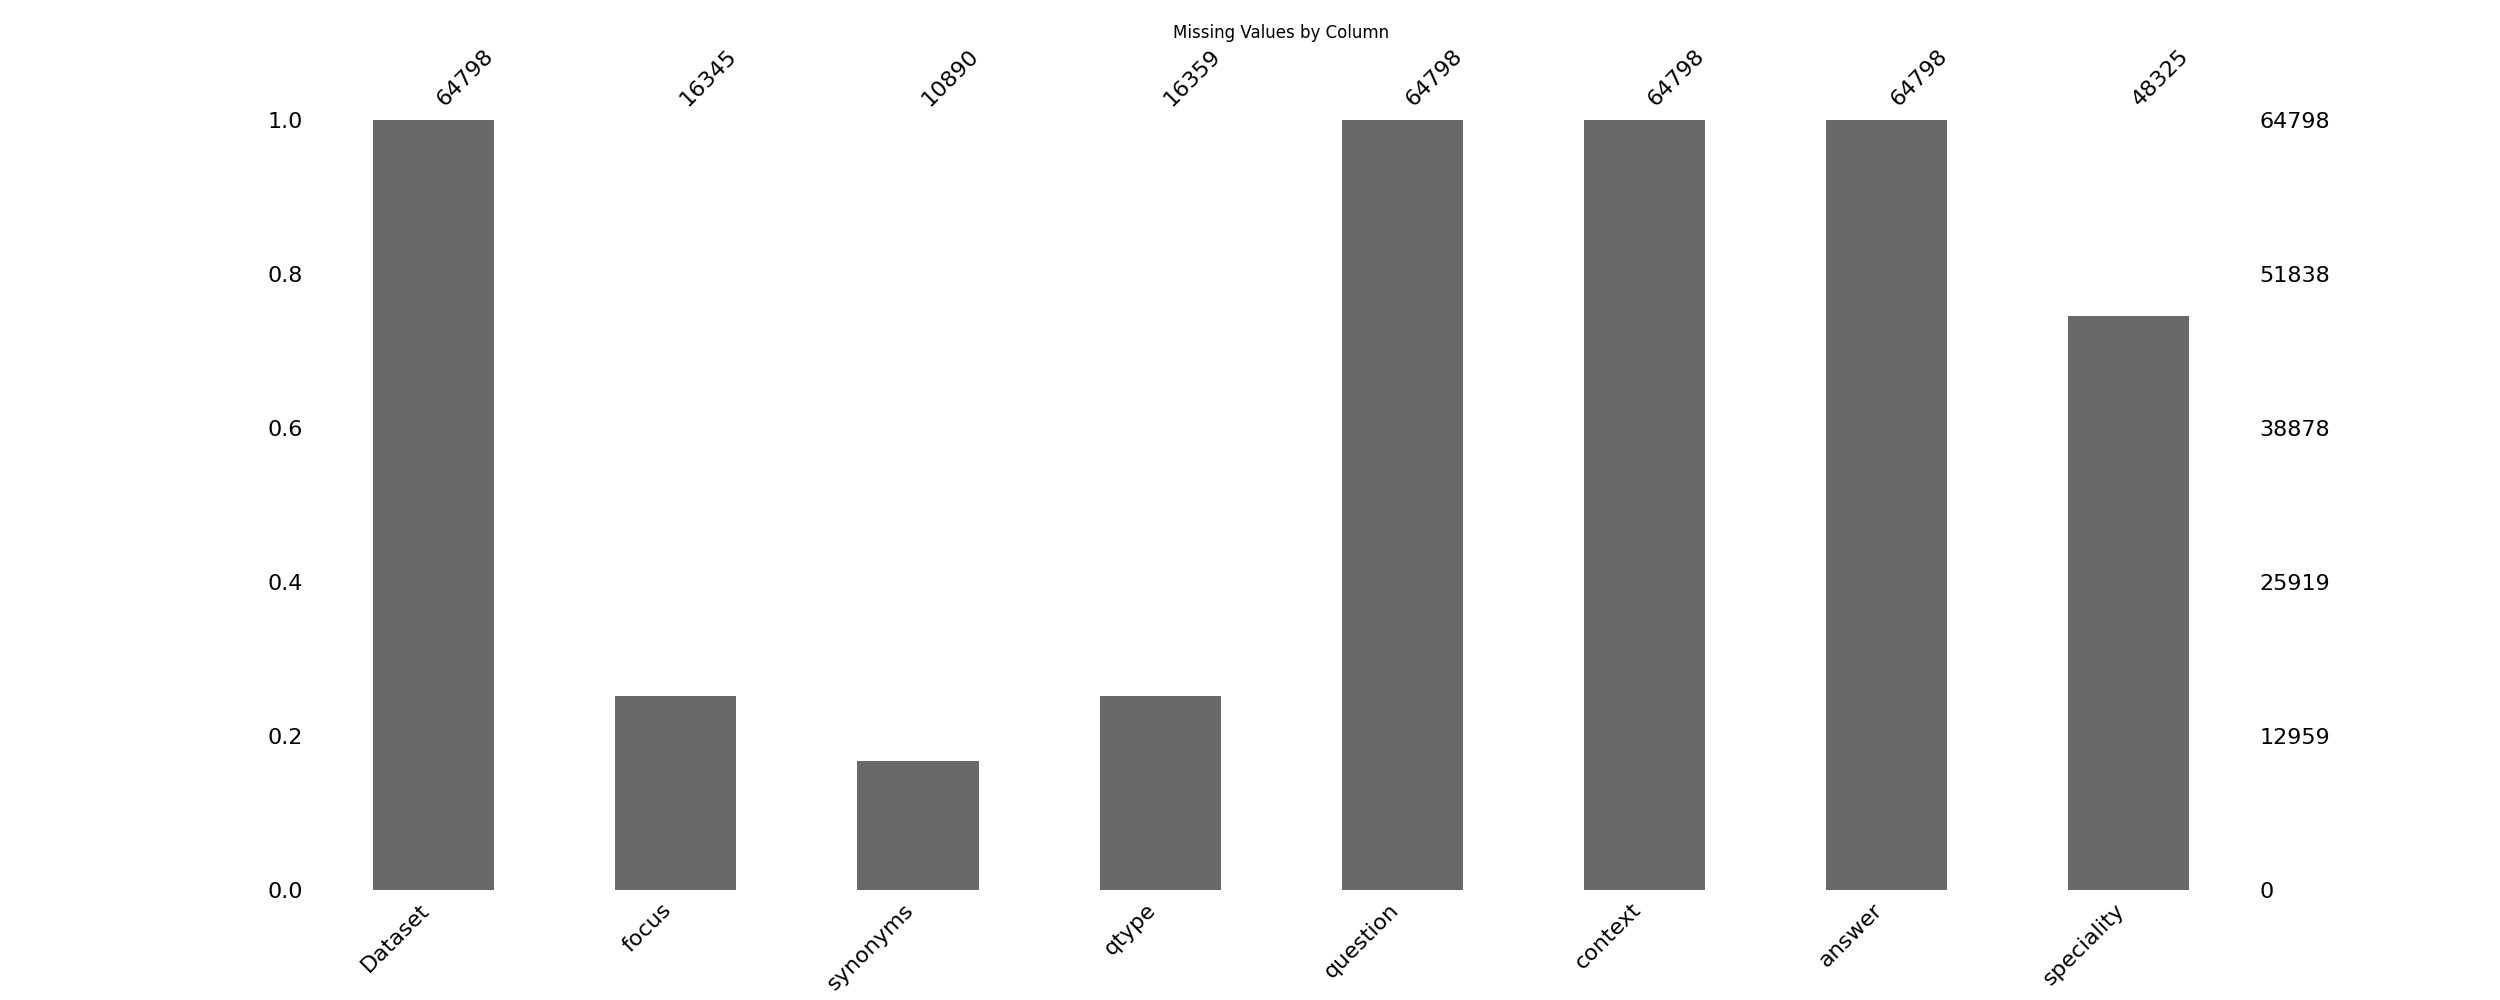 Missing Values by Column
64798 16345 10890 16359 64798 64798 64798 48325
1.0 64798
0.8 51838
0.6 38878
0.4 25919
0.2 12959
0.0 0
Dataset focus synonyms qtype question context answer speciality